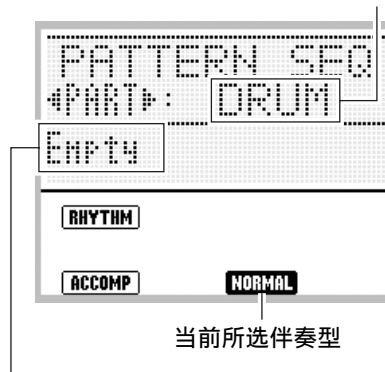 PATTERN SEQ
◀PART▶: DRUM
Empty
RHYTHM
ACCOMP NORMAL
当前所选伴奏型